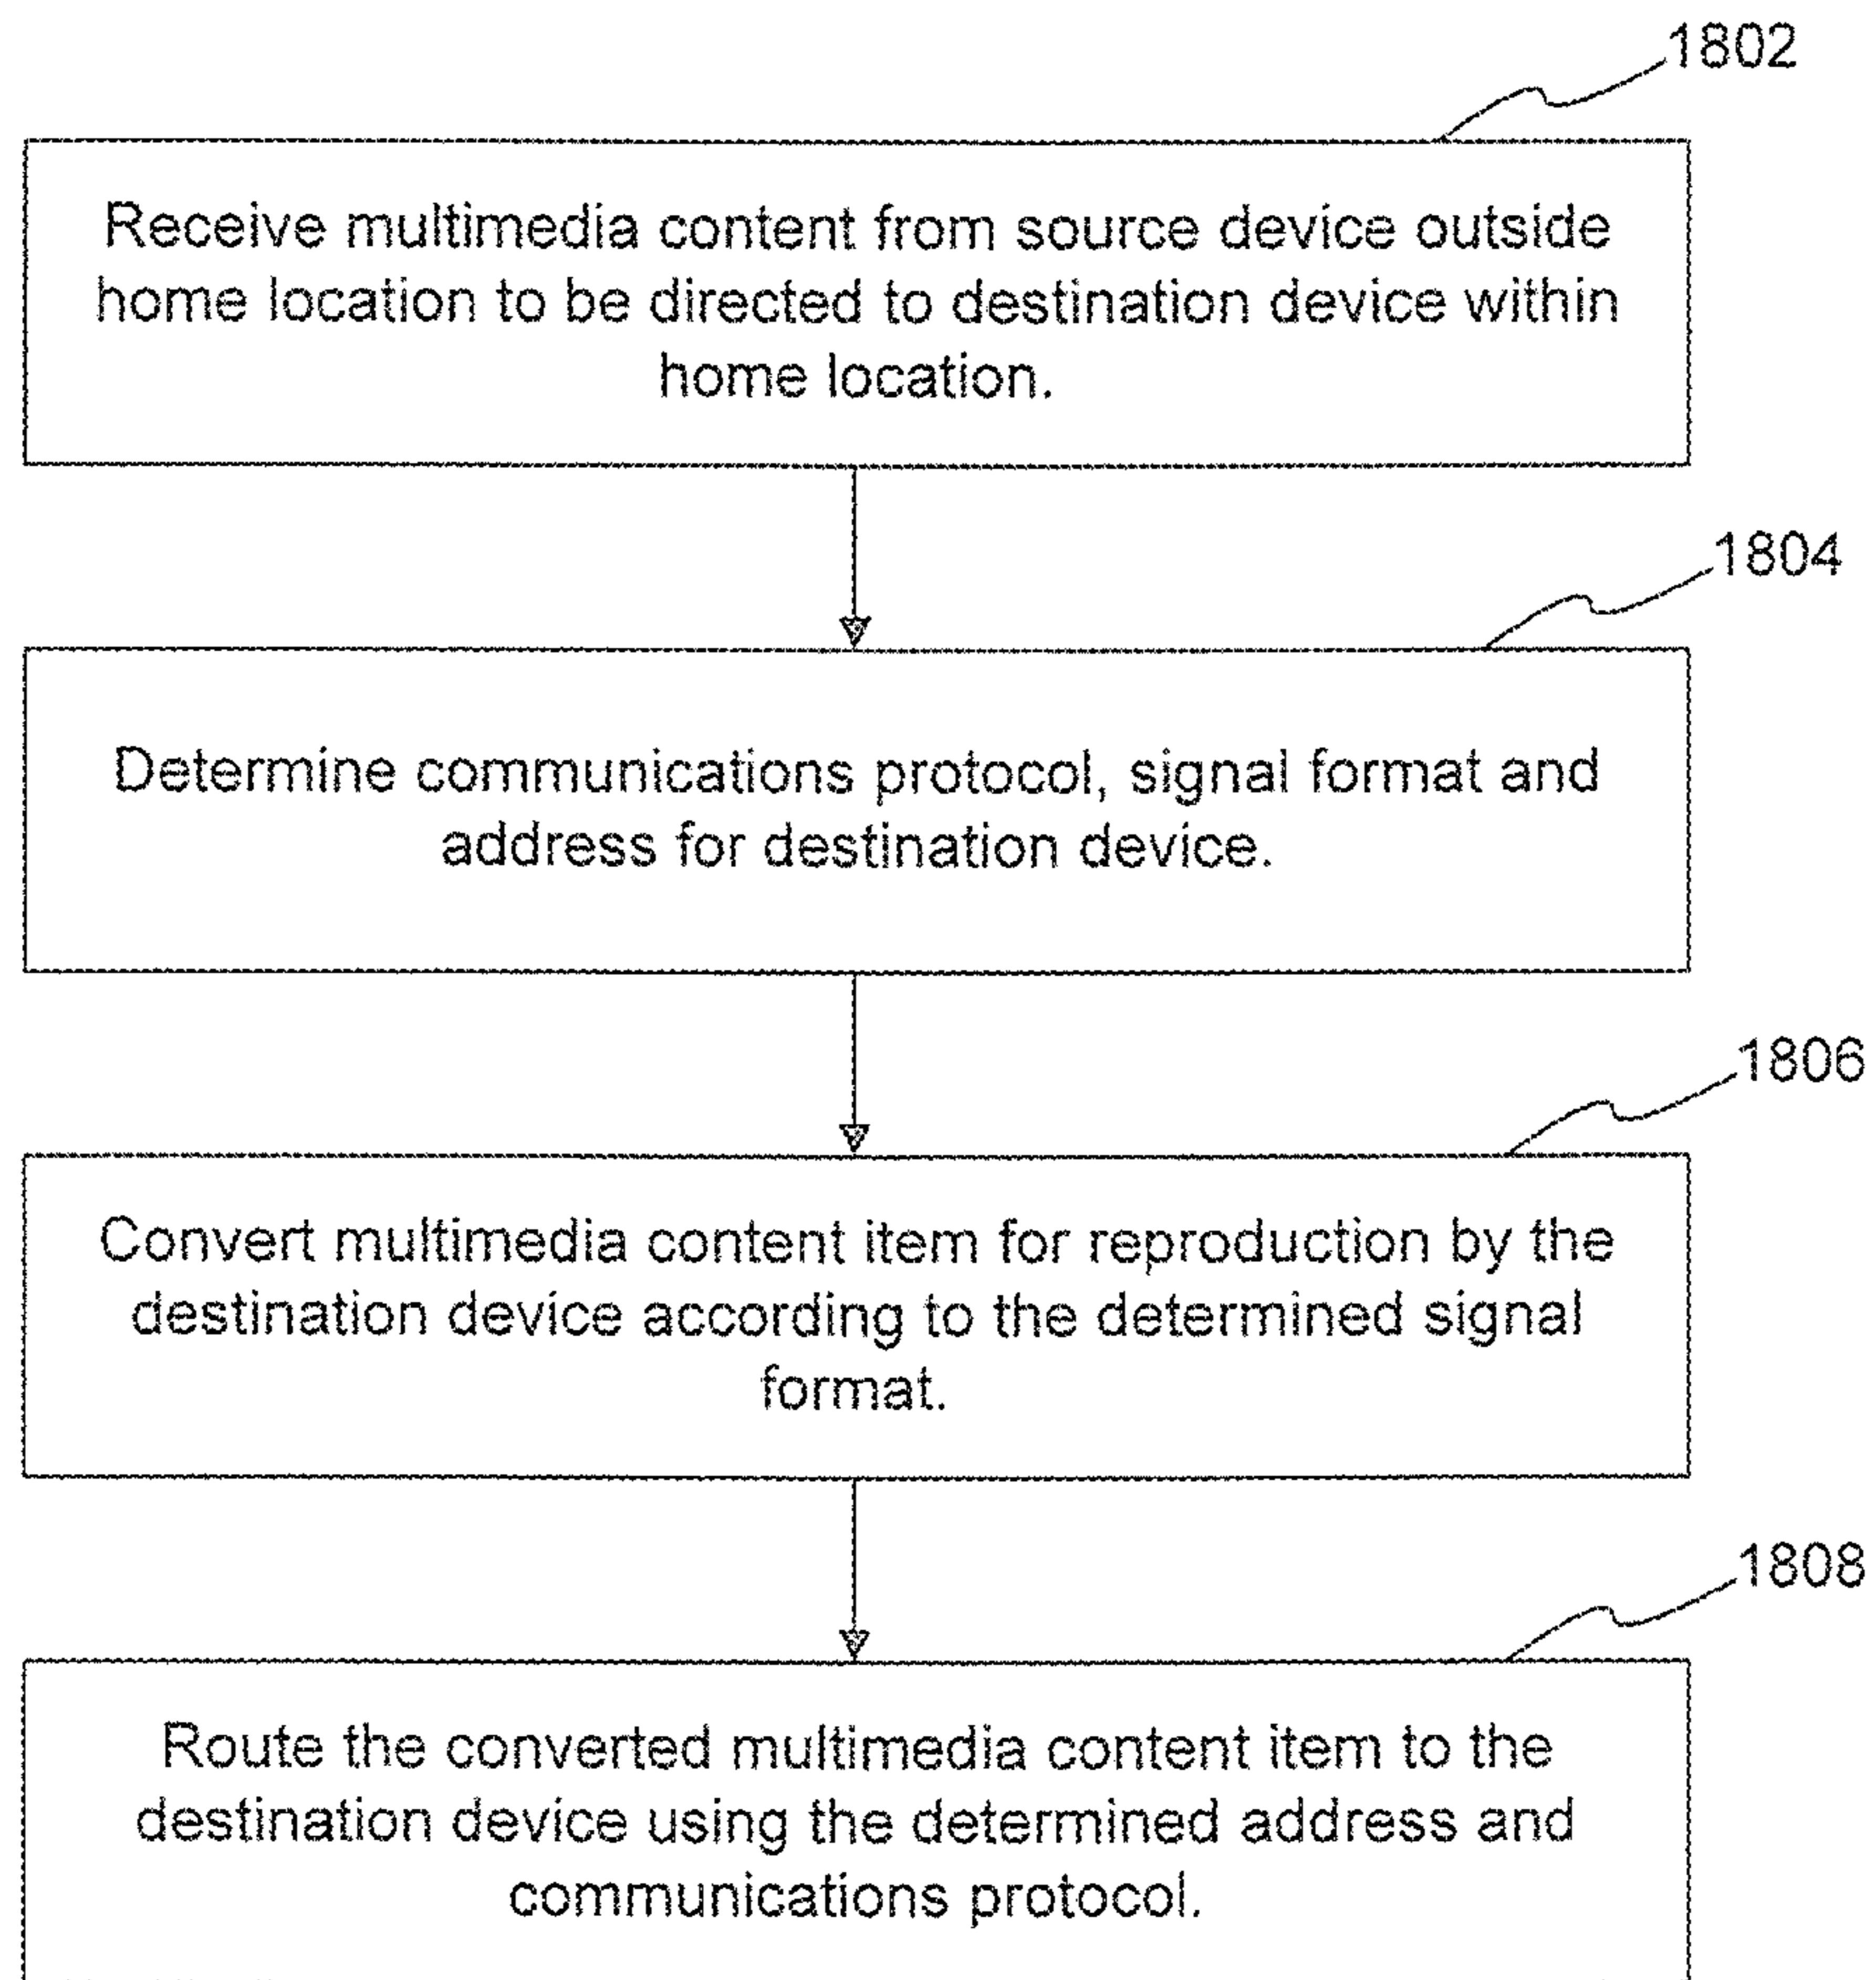 1802
Receive multimedia content from source device outside
home location to be directed to destination device within
home location.
1804
Determine communications protocol, signal format and
address for destination device.
1806
Convert multimedia content item for reproduction by the
destination device according to the determined signal
format.
1808
Route the converted multimedia content item to the
destination device using the determined address and
communications protocol.